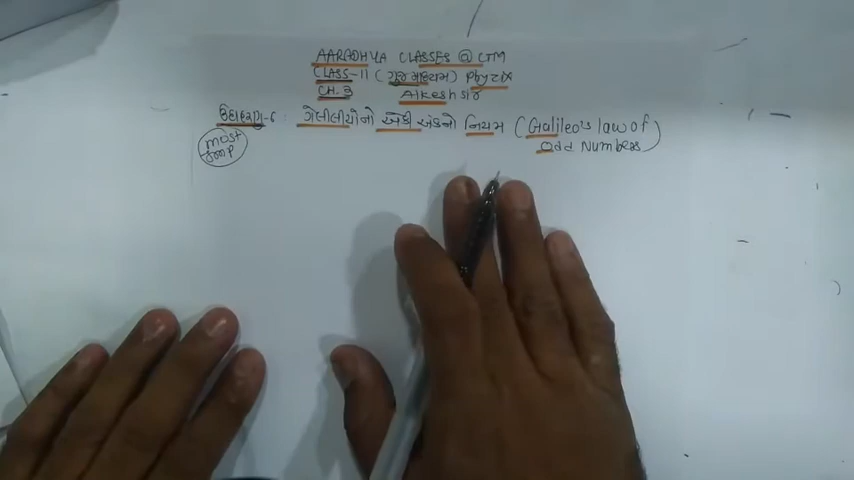 AARADHYA CLASSES @ CTM
CLASS-11 (ગુજ માધ્યમ) Phyzix
CH. 3 Alkesh sir
ઉદાહરણ-6 : ગેલીલીયોનો એકી અંકનો નિયમ (Galileo's law of
Odd Numbers)
most
Imp